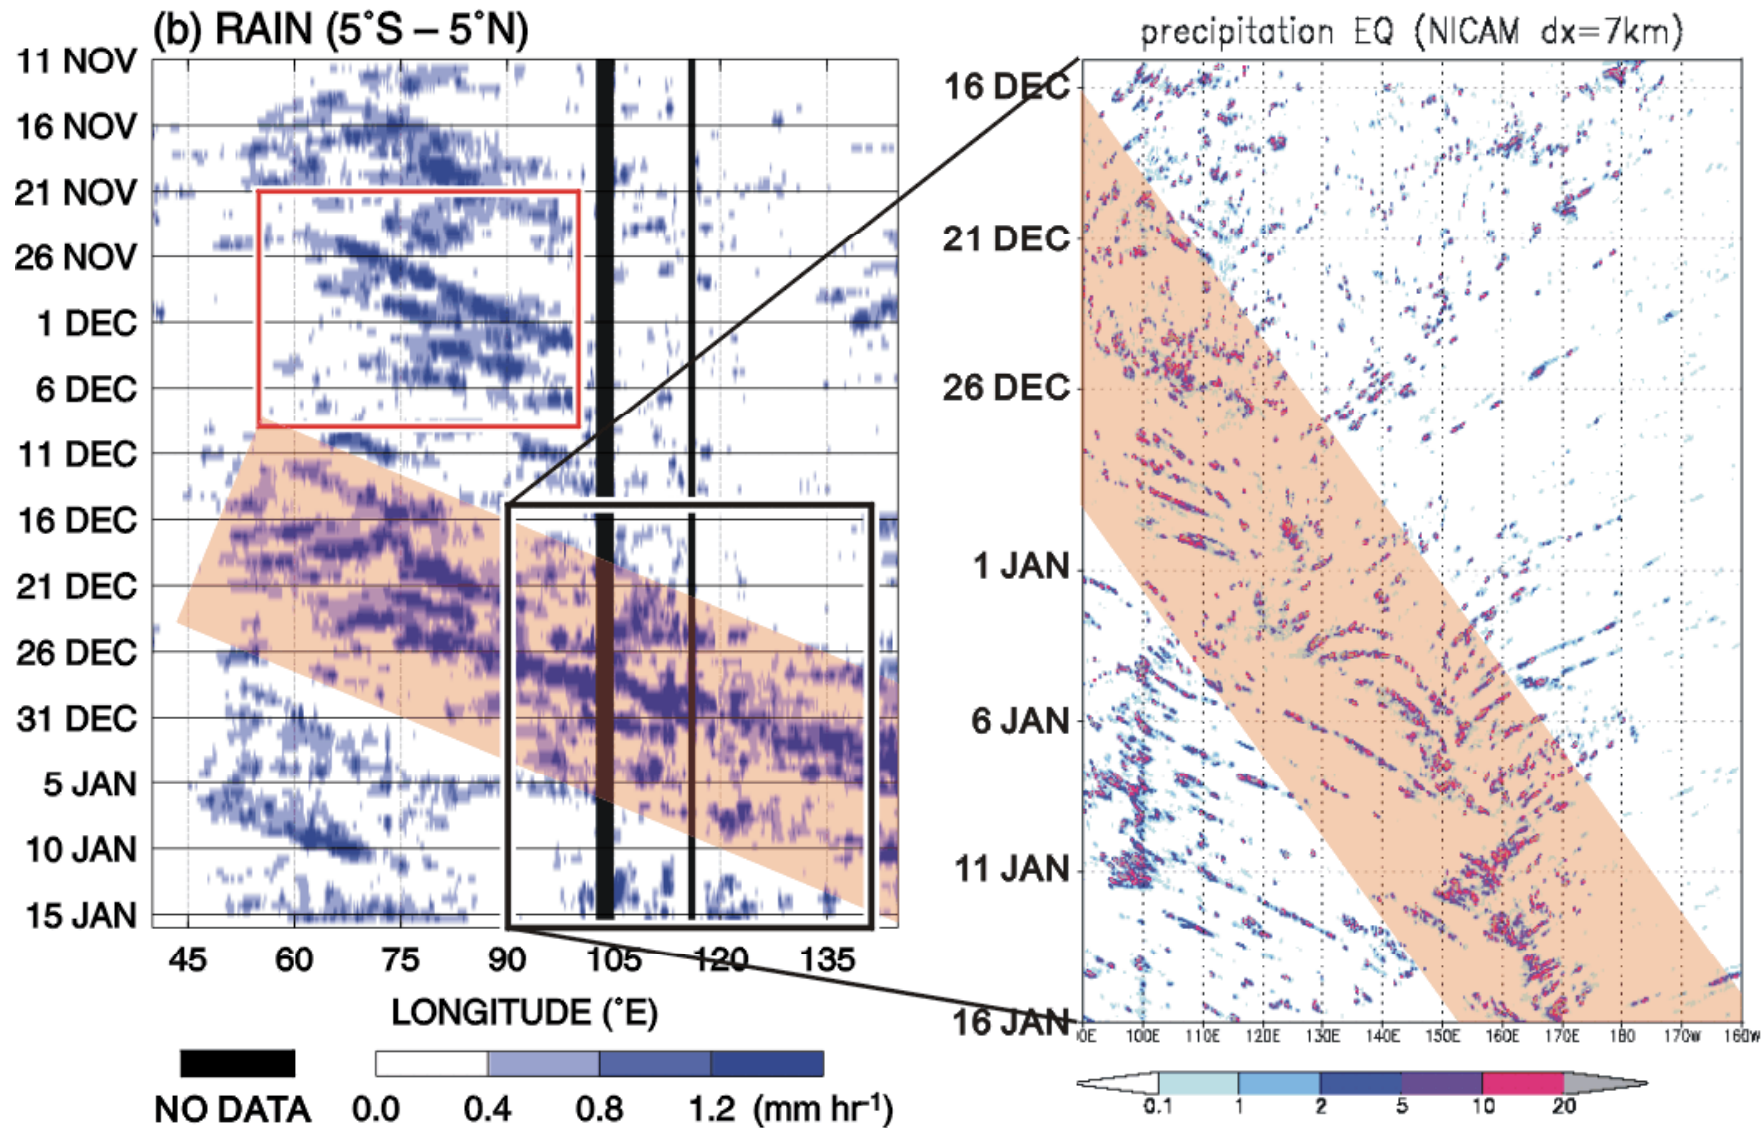 (b) RAIN (5°S – 5°N)
11 NOV
16 NOV
21 NOV
26 NOV
1 DEC
6 DEC
11 DEC
16 DEC
21 DEC
26 DEC
31 DEC
5 JAN
10 JAN
15 JAN
45 60 75 90 105 120 135
LONGITUDE (°E)
NO DATA
0.0 0.4 0.8 1.2 (mm hr-1)
precipitation EQ (NICAM dx=7km)
16 DEC
21 DEC
26 DEC
1 JAN
6 JAN
11 JAN
16 JAN
0E 100E 110E 120E 130E 140E 150E 160E 170E 180 170W 160W
0.1 1 2 5 10 20